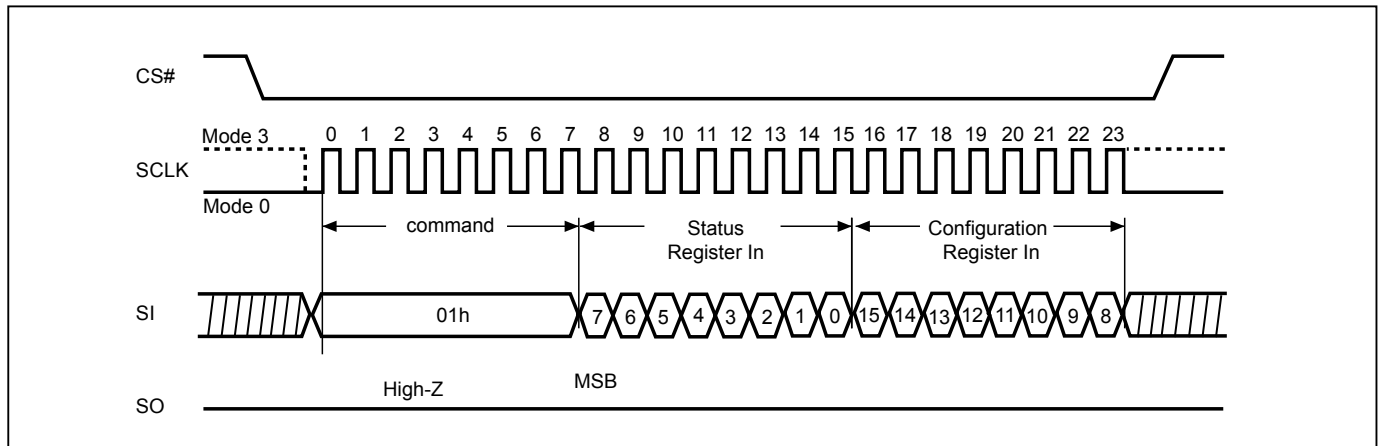 CS#
Mode 3
0 1 2 3 4 5 6 7 8 9 10 11 12 13 14 15 16 17 18 19 20 21 22 23
SCLK
Mode 0
command
Status
Register In
Configuration
Register In
SI
01h
7 6 5 4 3 2 1 0 15 14 13 12 11 10 9 8
High-Z
MSB
SO